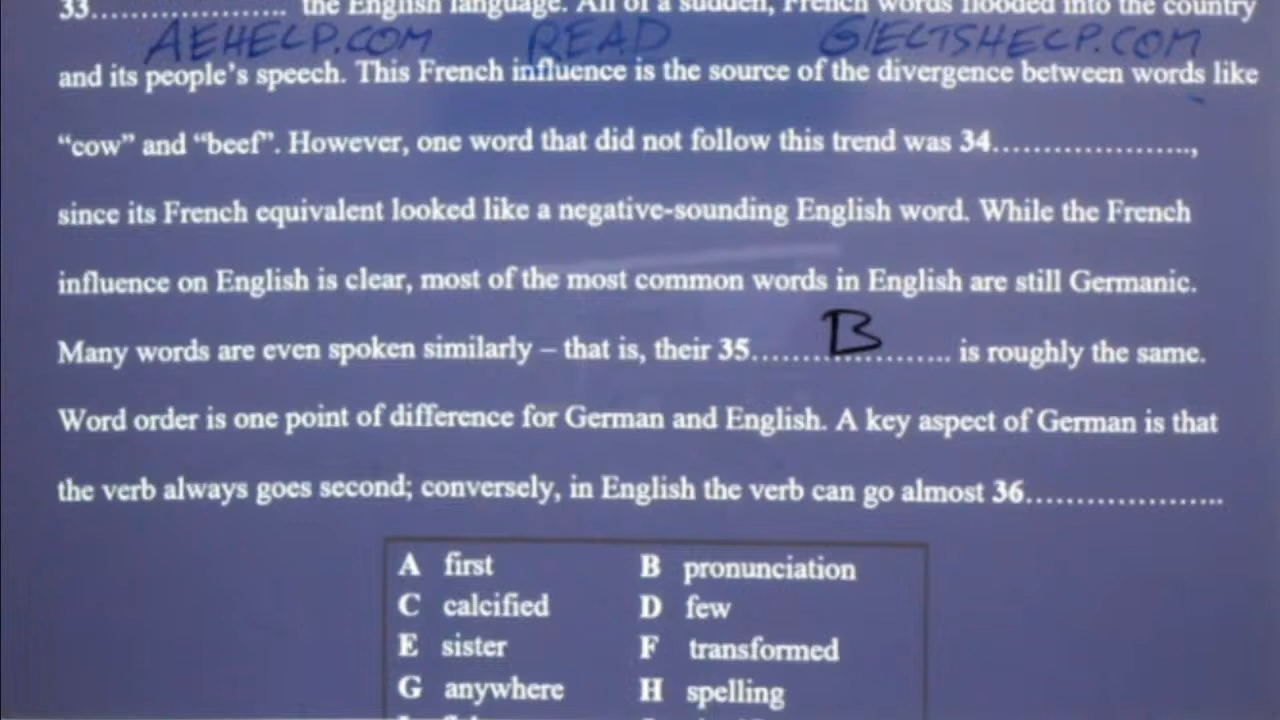 33.................. the English language. All of a sudden, French words flooded into the country
AEHELP.COM READ GIELTSHELP.COM
and its people's speech. This French influence is the source of the divergence between words like
“cow” and “beef”. However, one word that did not follow this trend was 34...................,
since its French equivalent looked like a negative-sounding English word. While the French
influence on English is clear, most of the most common words in English are still Germanic.
Many words are even spoken similarly – that is, their 35........B.......... is roughly the same.
Word order is one point of difference for German and English. A key aspect of German is that
the verb always goes second; conversely, in English the verb can go almost 36...................
A first B pronunciation
C calcified D few
E sister F transformed
G anywhere H spelling